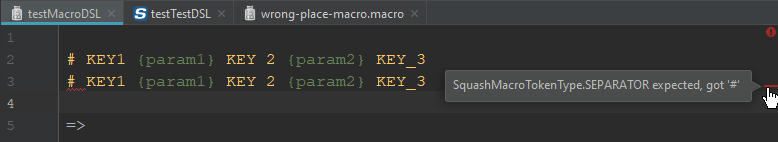 testMacroDSL testTestDSL wrong-place-macro.macro
1
2 # KEY1 {param1} KEY 2 {param2} KEY_3
3 # KEY1 {param1} KEY 2 {param2} KEY_3
SquashMacroTokenType.SEPARATOR expected, got '#'
4
5 =>